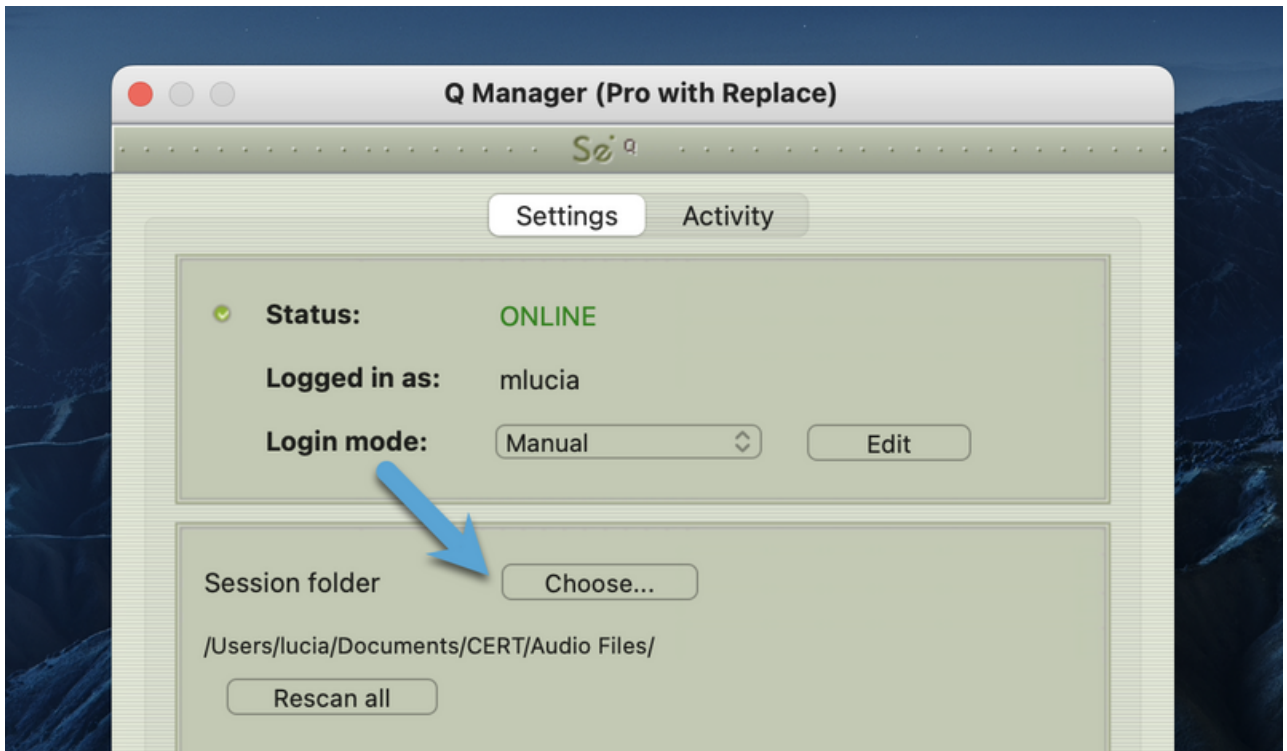 Q Manager (Pro with Replace)
Se Q
Settings Activity
Status: ONLINE
Logged in as: mlucia
Login mode: Manual Edit
Session folder Choose...
/Users/lucia/Documents/CERT/Audio Files/
Rescan all